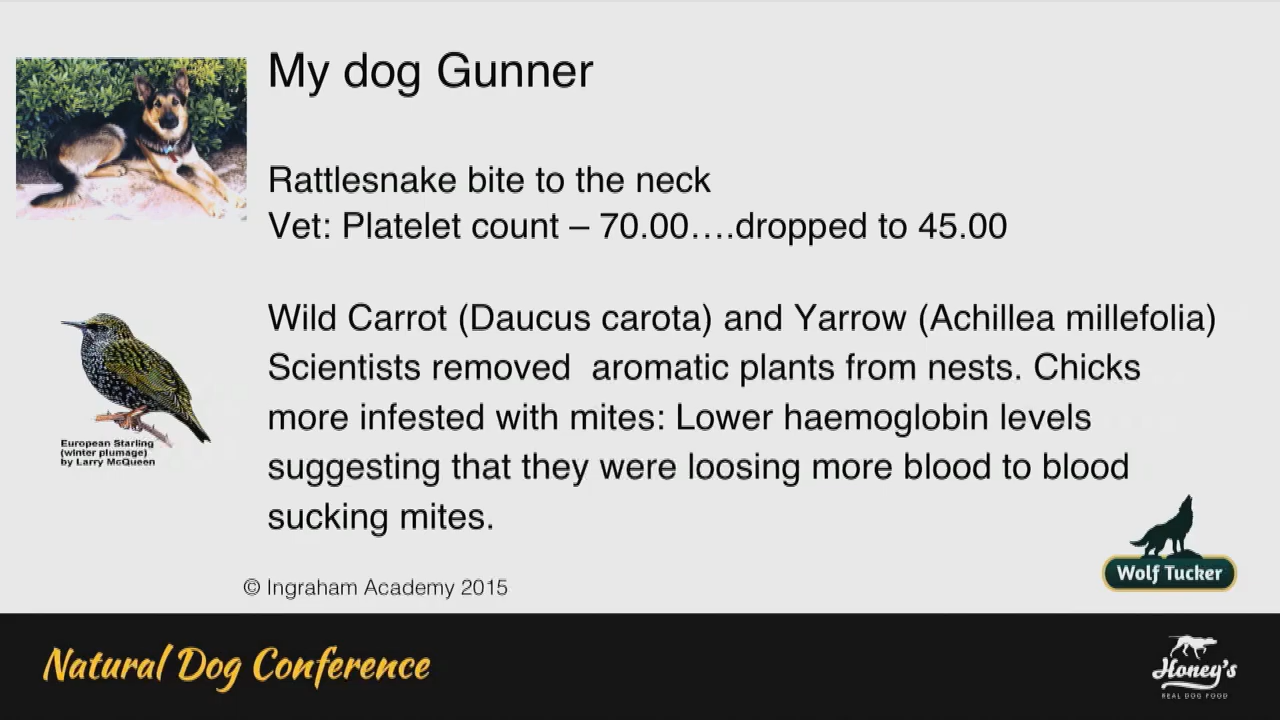 My dog Gunner
Rattlesnake bite to the neck
Vet: Platelet count – 70.00….dropped to 45.00
Wild Carrot (Daucus carota) and Yarrow (Achillea millefolia)
Scientists removed  aromatic plants from nests. Chicks
more infested with mites: Lower haemoglobin levels
suggesting that they were loosing more blood to blood
sucking mites.
European Starling
(winter plumage)
by Larry McQueen
© Ingraham Academy 2015
Wolf Tucker
Natural Dog Conference
Honey's
REAL DOG FOOD